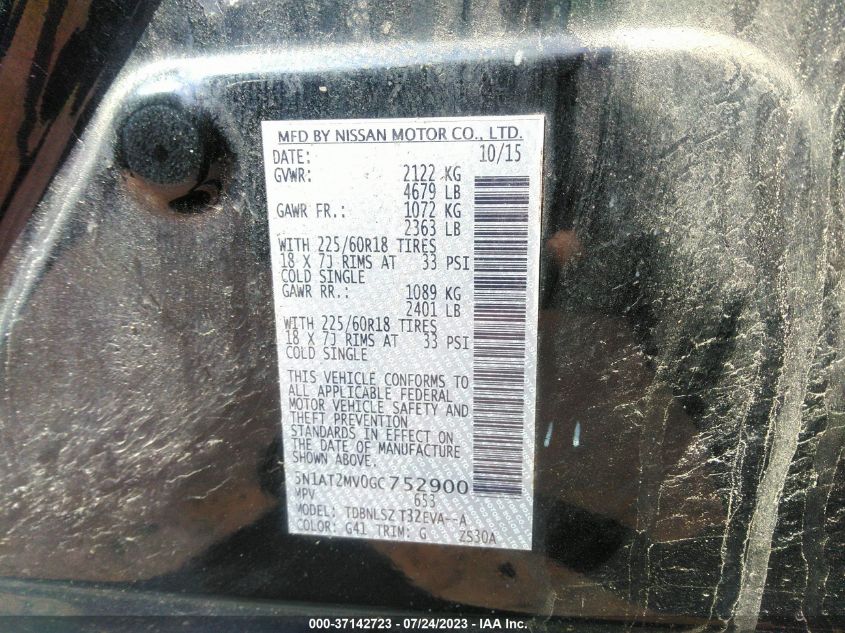 MFD BY NISSAN MOTOR CO., LTD.
DATE: 10/15
GVWR: 2122 KG
4679 LB
GAWR FR.: 1072 KG
2363 LB
WITH 225/60R18 TIRES
18 X 7J RIMS AT 33 PSI
COLD SINGLE
GAWR RR.: 1089 KG
2401 LB
WITH 225/60R18 TIRES
18 X 7J RIMS AT 33 PSI
COLD SINGLE
THIS VEHICLE CONFORMS TO
ALL APPLICABLE FEDERAL
MOTOR VEHICLE SAFETY AND
THEFT PREVENTION
STANDARDS IN EFFECT ON
THE DATE OF MANUFACTURE
SHOWN ABOVE.
5N1AT2MV0GC752900
MPV 653
MODEL: TDBNLSZ T32EVA--A
COLOR: G41 TRIM: G ZS30A
000-37142723 — 07/24/2023 — IAA Inc.